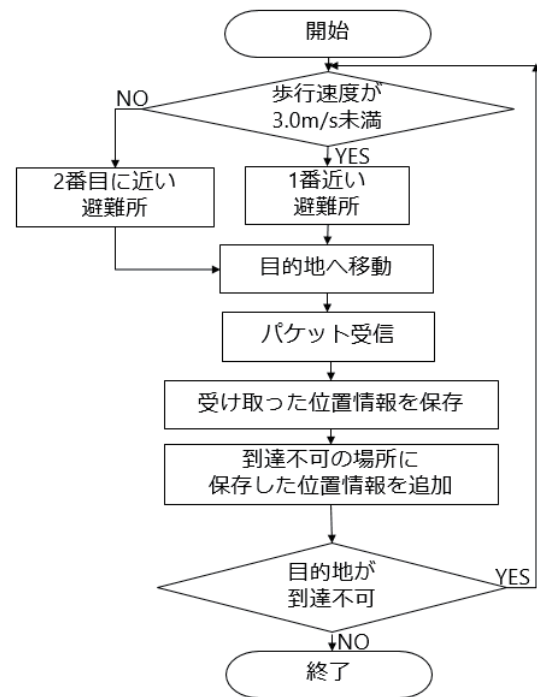 開始
歩行速度が
3.0m/s未満
NO
YES
2番目に近い
避難所
1番近い
避難所
目的地へ移動
パケット受信
受け取った位置情報を保存
到達不可の場所に
保存した位置情報を追加
目的地が
到達不可
YES
NO
終了